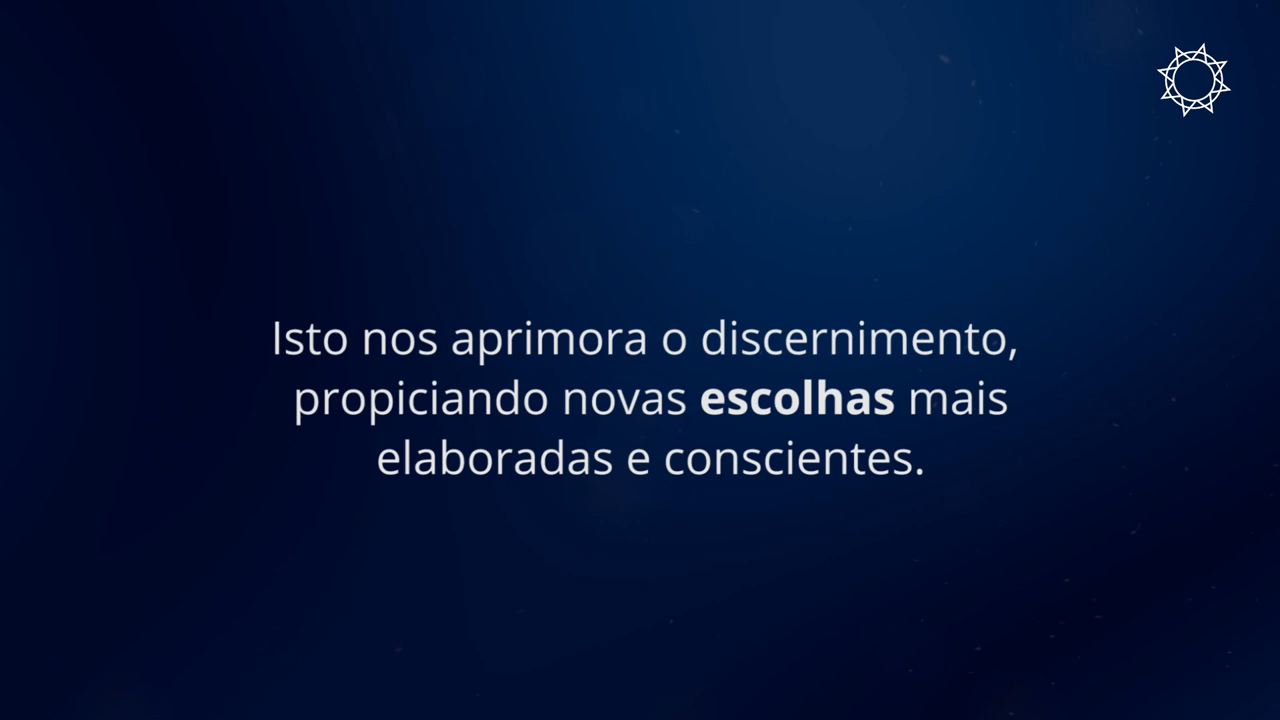 Isto nos aprimora o discernimento,
propiciando novas escolhas mais
elaboradas e conscientes.